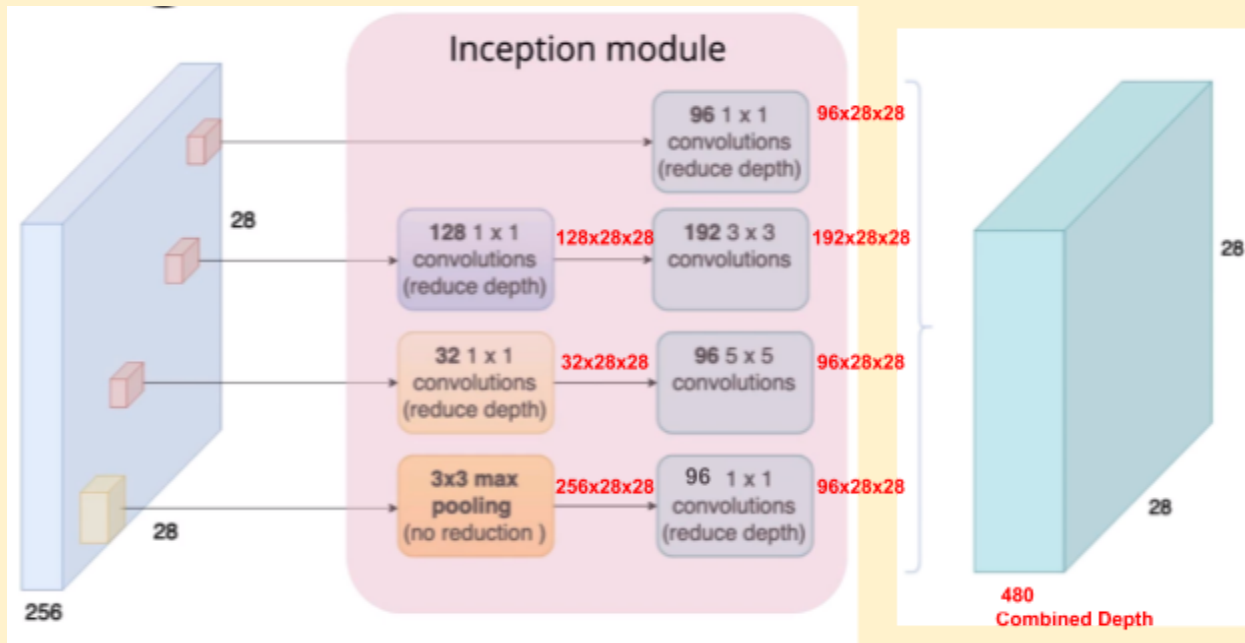 Inception module
96 1 x 1
convolutions
(reduce depth)
96x28x28
28
128 1 x 1
convolutions
(reduce depth)
128x28x28
192 3 x 3
convolutions
192x28x28
28
32 1 x 1
convolutions
(reduce depth)
32x28x28
96 5 x 5
convolutions
96x28x28
3x3 max
pooling
(no reduction )
256x28x28
96 1 x 1
convolutions
(reduce depth)
96x28x28
28
28
256
480
Combined Depth